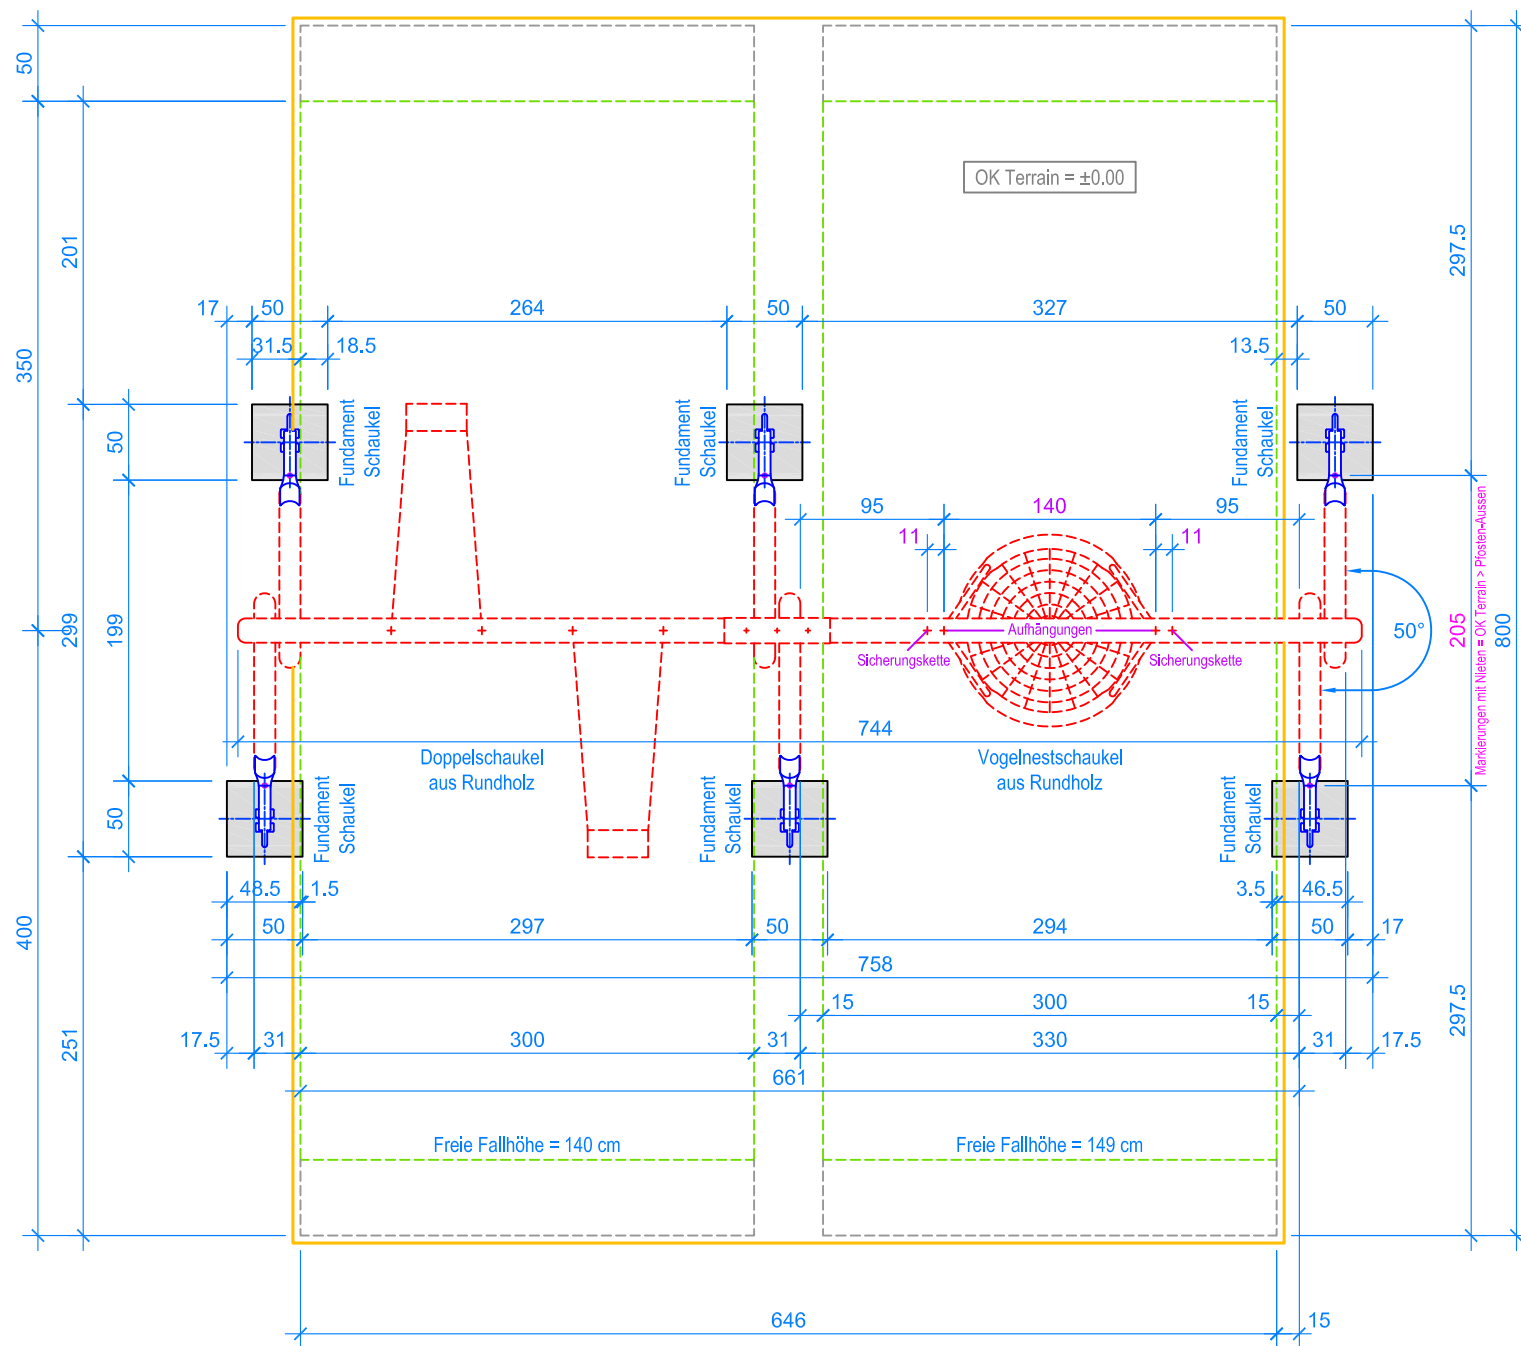 50
OK Terrain = ±0.00
201
297.5
17
50
264
50
327
50
31.5
18.5
13.5
350
Fundament
Schaukel
Fundament
Schaukel
Fundament
Schaukel
50
95
140
95
11
11
299
199
Aufhängungen
Sicherungskette
Sicherungskette
50°
205
Markierungen mit Nieten = OK Terrain > Pfosten-Aussen
800
744
Doppelschaukel
aus Rundholz
Vogelnestschaukel
aus Rundholz
50
Fundament
Schaukel
Fundament
Schaukel
Fundament
Schaukel
48.5
1.5
3.5
46.5
400
50
297
50
294
50
17
758
15
300
15
297.5
251
17.5
31
300
31
330
31
17.5
661
Freie Fallhöhe = 140 cm
Freie Fallhöhe = 149 cm
646
15